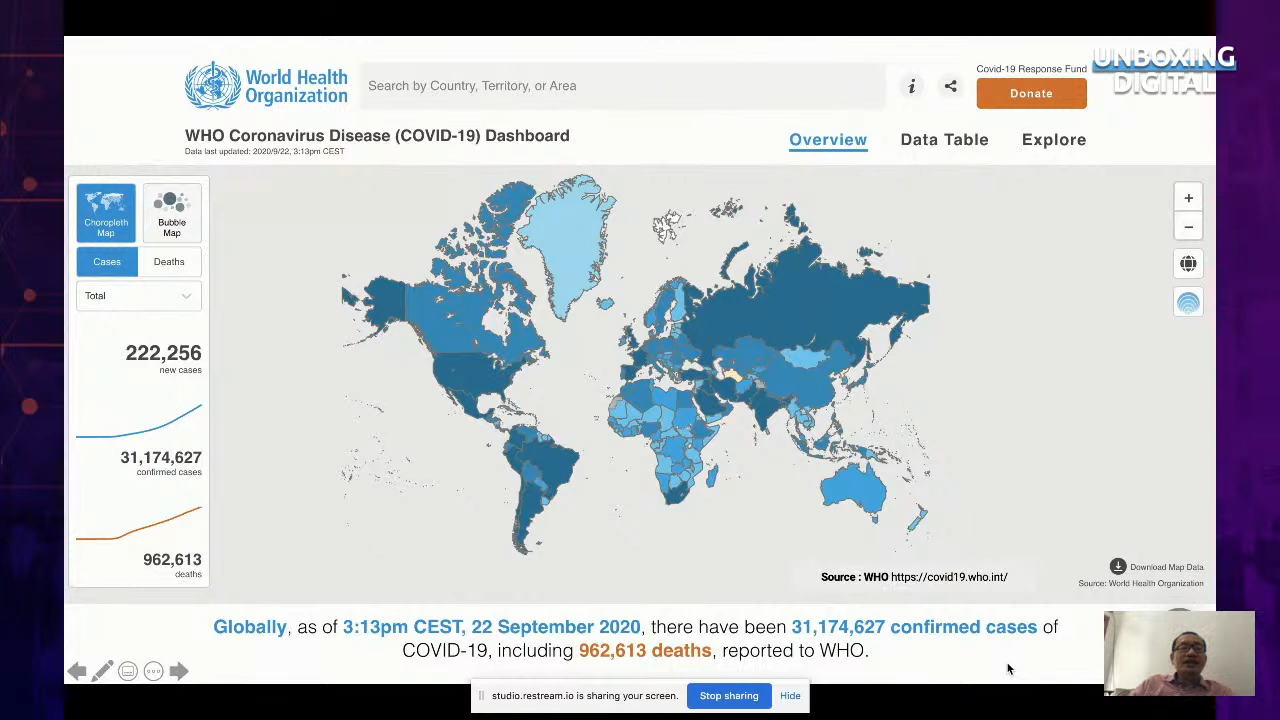 UNBOXING
DIGITAL
World Health
Organization
Search by Country, Territory, or Area
i
Covid-19 Response Fund
Donate
WHO Coronavirus Disease (COVID-19) Dashboard
Data last updated: 2020/9/22, 3:13pm CEST
Overview
Data Table
Explore
Choropleth
Map
Bubble
Map
Cases
Deaths
Total
222,256
new cases
31,174,627
confirmed cases
962,613
deaths
+
−
Source : WHO https://covid19.who.int/
Download Map Data
Source: World Health Organization
Globally, as of 3:13pm CEST, 22 September 2020, there have been 31,174,627 confirmed cases of
COVID-19, including 962,613 deaths, reported to WHO.
studio.restream.io is sharing your screen.
Stop sharing
Hide